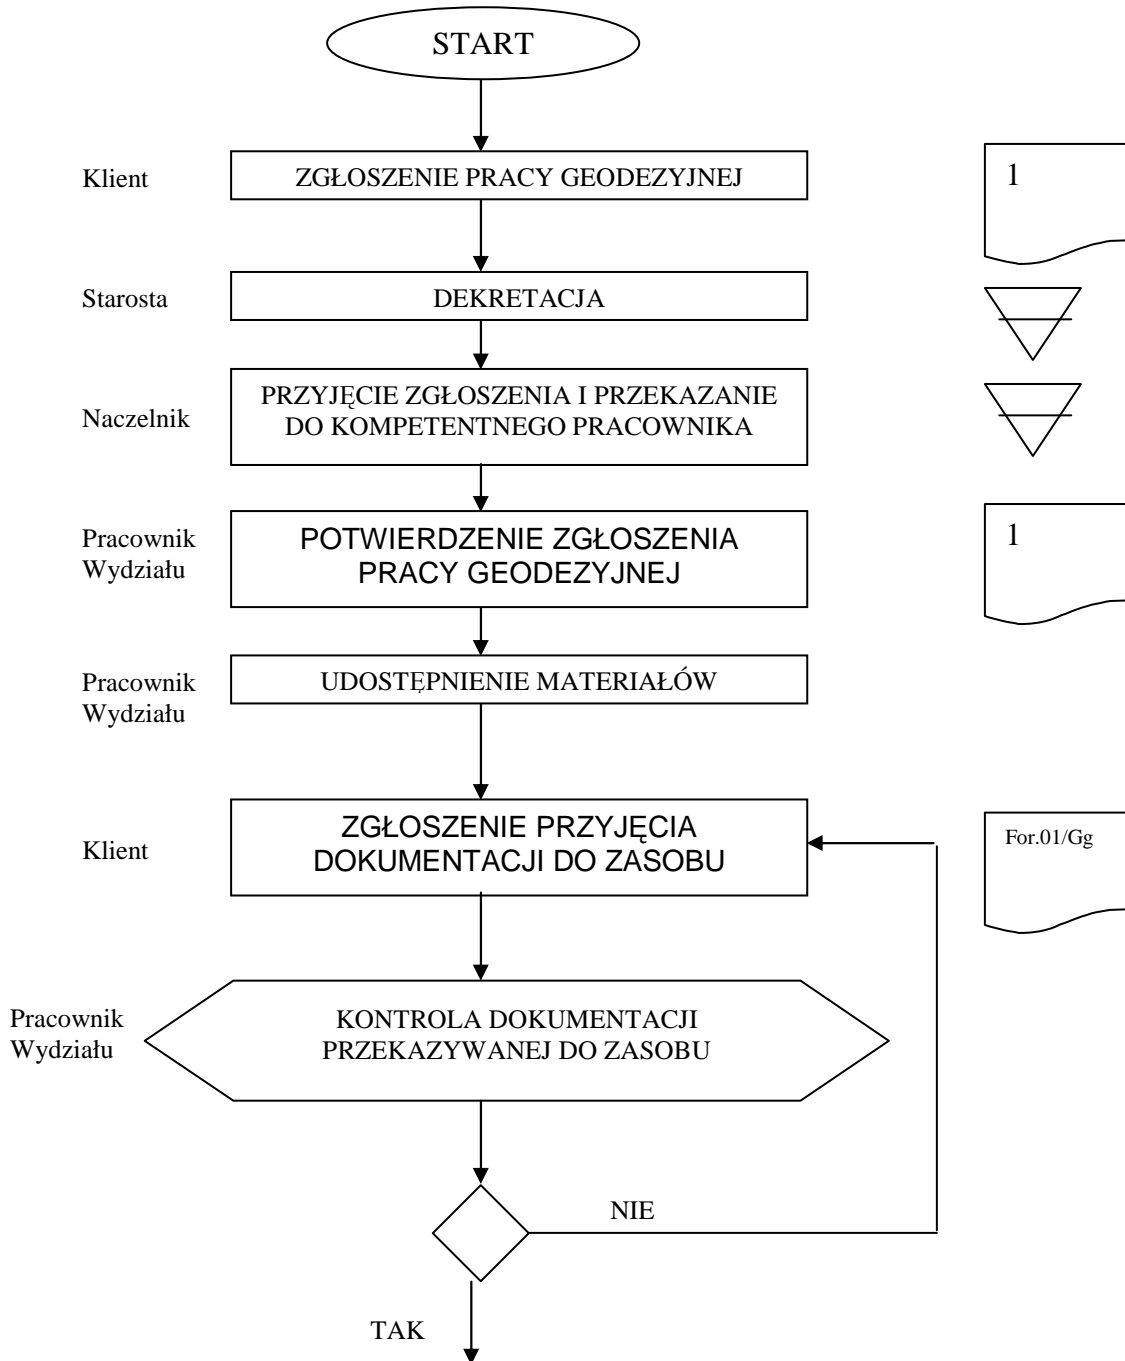 START
Klient
ZGŁOSZENIE PRACY GEODEZYJNEJ
1
Starosta
DEKRETACJA
Naczelnik
PRZYJĘCIE ZGŁOSZENIA I PRZEKAZANIE
DO KOMPETENTNEGO PRACOWNIKA
Pracownik
Wydziału
POTWIERDZENIE ZGŁOSZENIA
PRACY GEODEZYJNEJ
1
Pracownik
Wydziału
UDOSTĘPNIENIE MATERIAŁÓW
Klient
ZGŁOSZENIE PRZYJĘCIA
DOKUMENTACJI DO ZASOBU
For.01/Gg
Pracownik
Wydziału
KONTROLA DOKUMENTACJI
PRZEKAZYWANEJ DO ZASOBU
NIE
TAK